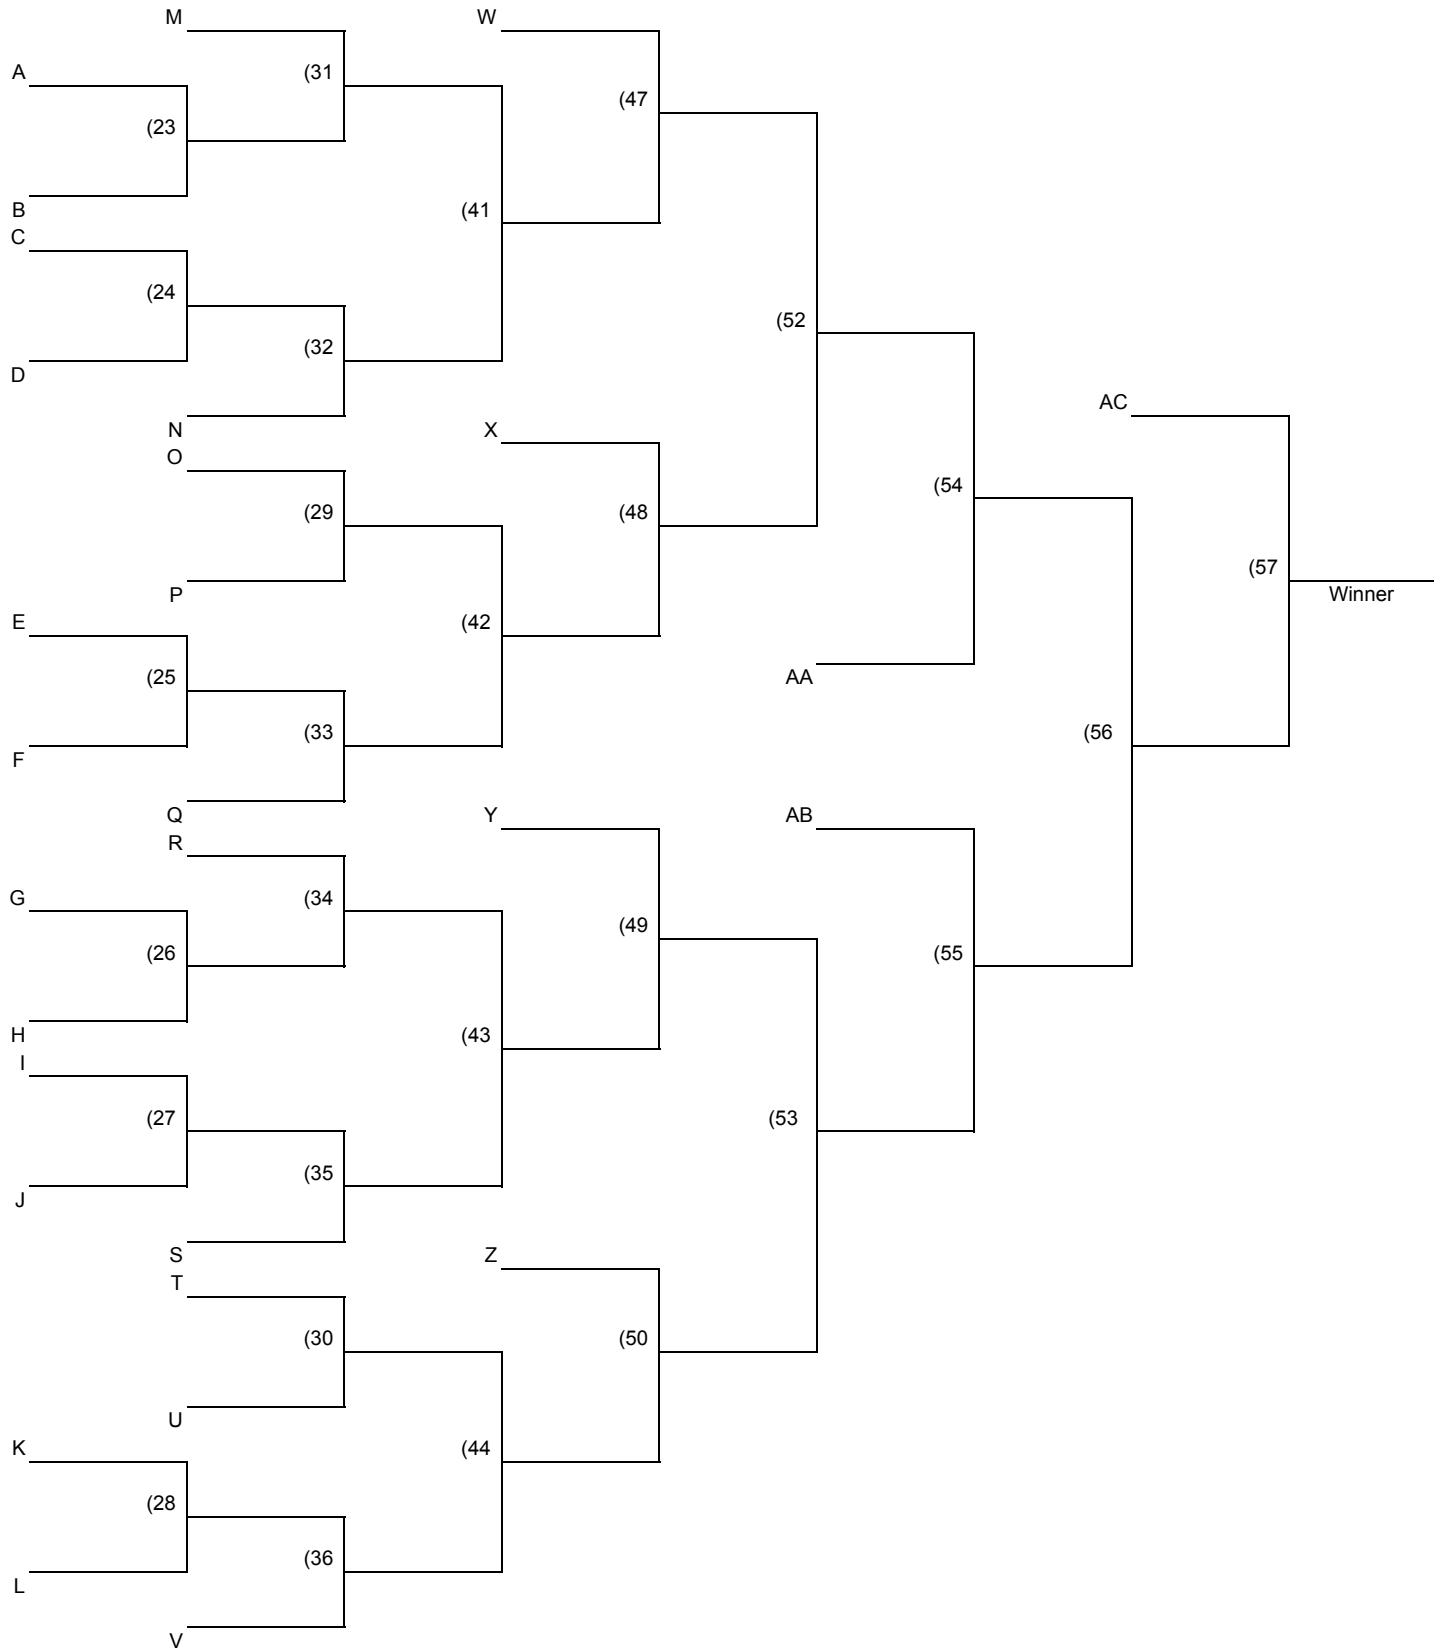 M
W
A
(31
(47
(23
B
(41
C
(24
(52
(32
D
AC
N
X
O
(54
(29
(48
(57
P
Winner
E
(42
(25
AA
(33
(56
F
Q
Y
AB
R
G
(34
(49
(26
(55
H
(43
I
(27
(53
(35
J
S
Z
T
(30
(50
U
K
(44
(28
(36
L
V